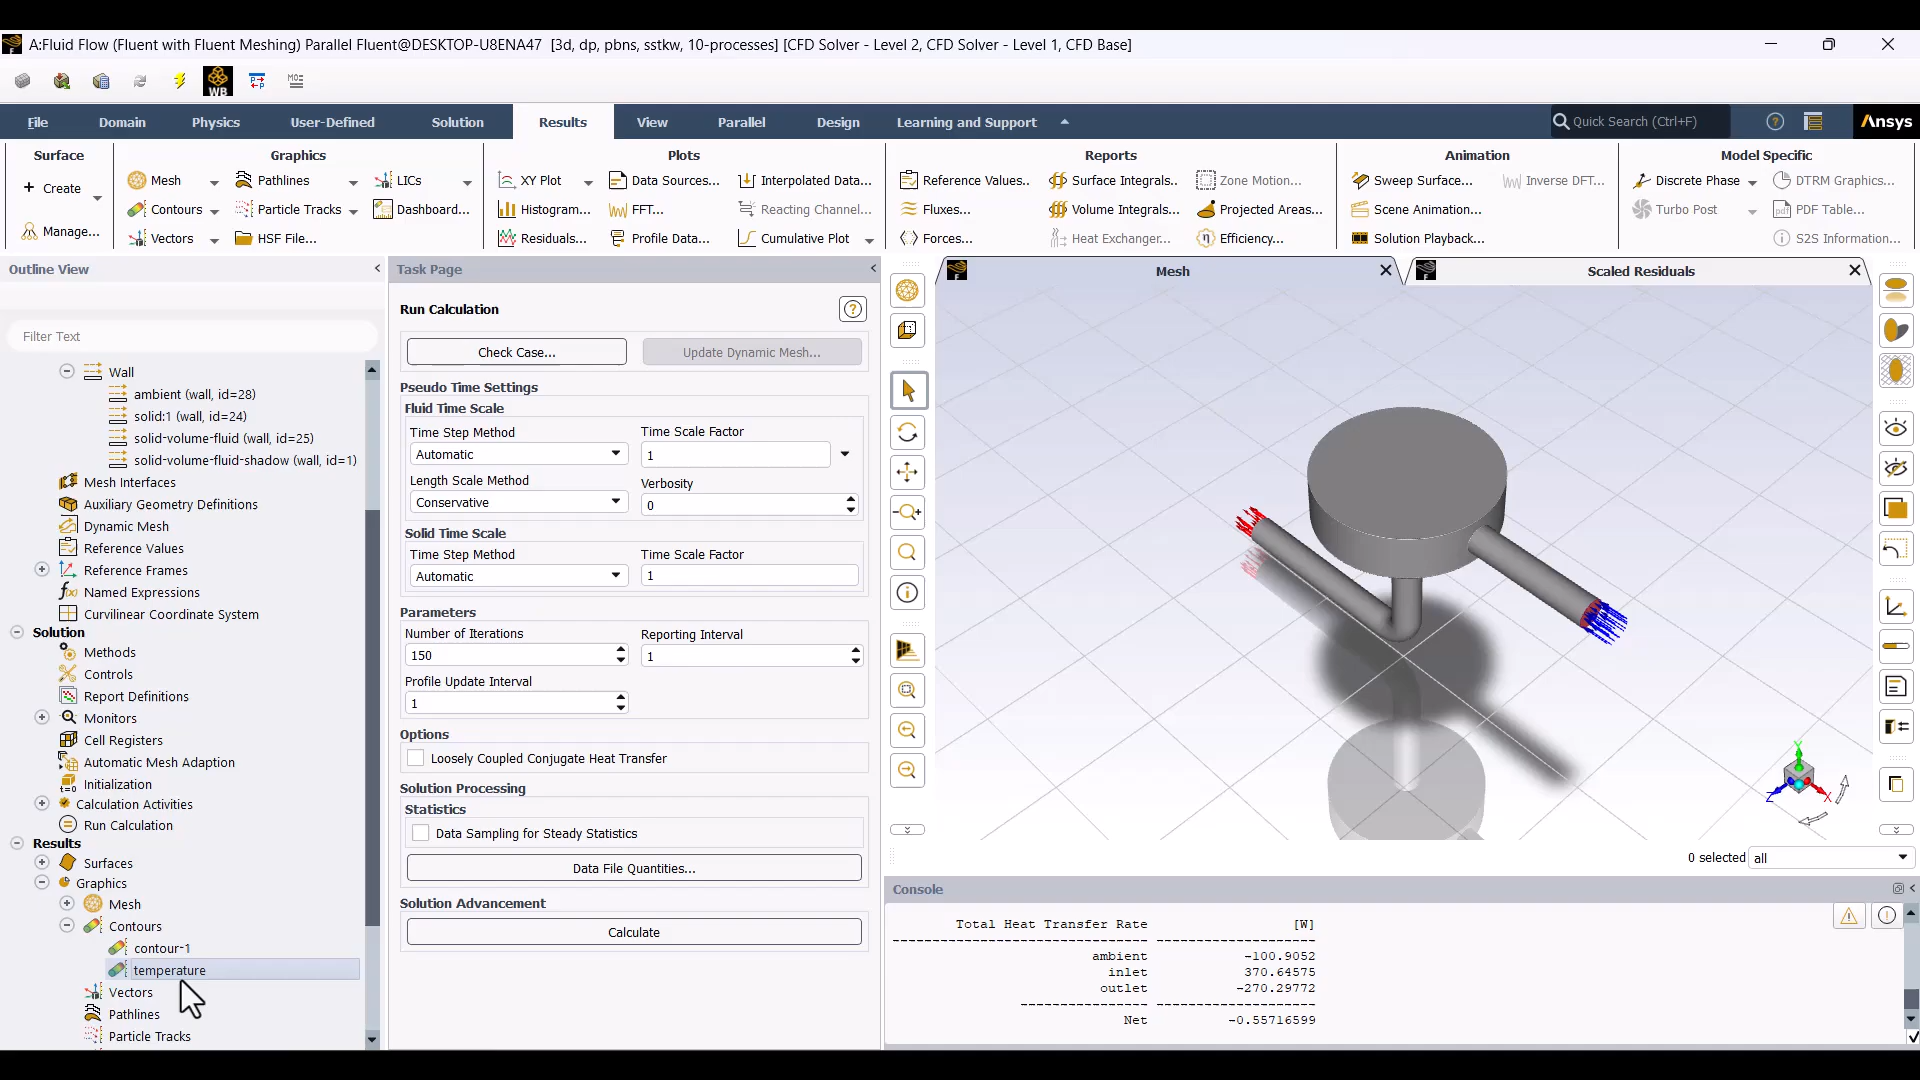 A:Fluid Flow (Fluent with Fluent Meshing) Parallel Fluent@DESKTOP-U8ENA47 [3d, dp, pbns, sstkw, 10-processes] [CFD Solver - Level 2, CFD Solver - Level 1, CFD Base]
WB
File Domain Physics User-Defined Solution Results View Parallel Design Learning and Support
Quick Search (Ctrl+F)
Ansys
Surface
Create
Manage...
Graphics
Mesh Pathlines LICs
Contours Particle Tracks Dashboard...
Vectors HSF File...
Plots
XY Plot Data Sources... Interpolated Data...
Histogram... FFT... Reacting Channel...
Residuals... Profile Data... Cumulative Plot
Reports
Reference Values.. Surface Integrals.. Zone Motion...
Fluxes... Volume Integrals... Projected Areas...
Forces... Heat Exchanger... Efficiency...
Animation
Sweep Surface... Inverse DFT...
Scene Animation...
Solution Playback...
Model Specific
Discrete Phase DTRM Graphics...
Turbo Post PDF Table...
S2S Information...
Outline View
Filter Text
Wall
ambient (wall, id=28)
solid:1 (wall, id=24)
solid-volume-fluid (wall, id=25)
solid-volume-fluid-shadow (wall, id=1)
Mesh Interfaces
Auxiliary Geometry Definitions
Dynamic Mesh
Reference Values
Reference Frames
Named Expressions
Curvilinear Coordinate System
Solution
Methods
Controls
Report Definitions
Monitors
Cell Registers
Automatic Mesh Adaption
Initialization
Calculation Activities
Run Calculation
Results
Surfaces
Graphics
Mesh
Contours
contour-1
temperature
Vectors
Pathlines
Particle Tracks
Task Page
Run Calculation
Check Case... Update Dynamic Mesh...
Pseudo Time Settings
Fluid Time Scale
Time Step Method Time Scale Factor
Automatic 1
Length Scale Method Verbosity
Conservative 0
Solid Time Scale
Time Step Method Time Scale Factor
Automatic 1
Parameters
Number of Iterations Reporting Interval
150 1
Profile Update Interval
1
Options
Loosely Coupled Conjugate Heat Transfer
Solution Processing
Statistics
Data Sampling for Steady Statistics
Data File Quantities...
Solution Advancement
Calculate
Mesh
Scaled Residuals
Y
Z
X
0 selected all
Console
Total Heat Transfer Rate [W]
-------------------------------- --------------------
ambient -100.9052
inlet 370.64575
outlet -270.29772
---------------- --------------------
Net -0.55716599